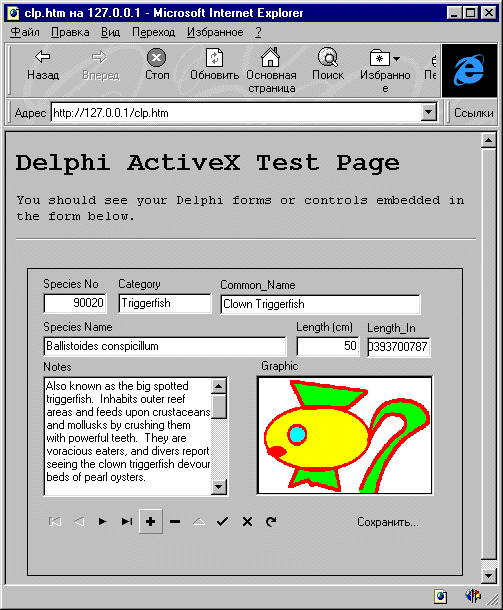 clp.htm на 127.0.0.1 - Microsoft Internet Explorer
Файл Правка Вид Переход Избранное ?
Назад Вперед Стоп Обновить Основная страница Поиск Избранное
Адрес http://127.0.0.1/clp.htm Ссылки
Delphi ActiveX Test Page
You should see your Delphi forms or controls embedded in
the form below.
Species No Category Common_Name
90020 Triggerfish Clown Triggerfish
Species Name Length (cm) Length_In
Ballistoides conspicillum 50 0393700787
Notes Graphic
Also known as the big spotted
triggerfish. Inhabits outer reef
areas and feeds upon crustaceans
and mollusks by crushing them
with powerful teeth. They are
voracious eaters, and divers report
seeing the clown triggerfish devour
beds of pearl oysters.
Сохранить...